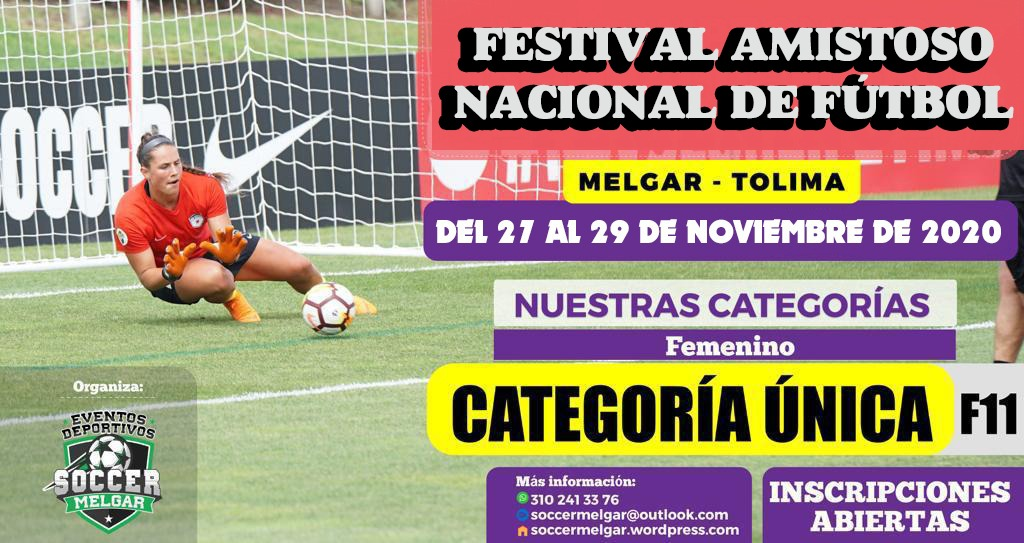 FESTIVAL AMISTOSO
NACIONAL DE FÚTBOL
MELGAR - TOLIMA
DEL 27 AL 29 DE NOVIEMBRE DE 2020
SOCCER
NUESTRAS CATEGORÍAS
Femenino
CATEGORÍA ÚNICA
F11
Organiza:
EVENTOS
DEPORTIVOS
SOCCER
MELGAR
Más información:
310 241 33 76
soccermelgar@outlook.com
soccermelgar.wordpress.com
INSCRIPCIONES
ABIERTAS